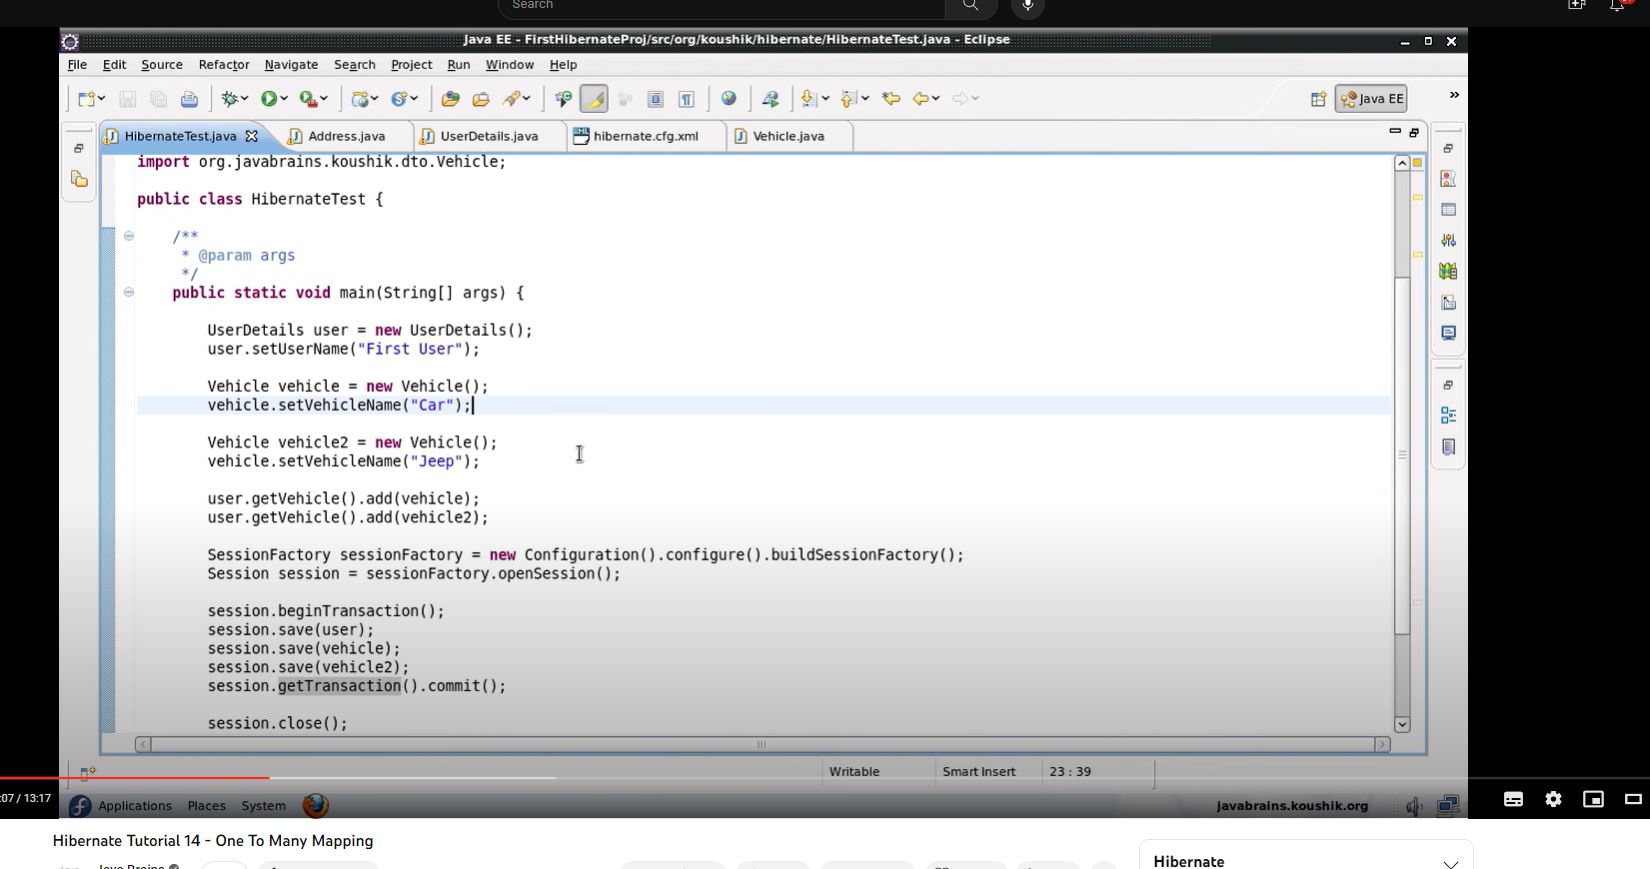 Search
Java EE - FirstHibernateProj/src/org/koushik/hibernate/HibernateTest.java - Eclipse
File Edit Source Refactor Navigate Search Project Run Window Help
Java EE
HibernateTest.java Address.java UserDetails.java hibernate.cfg.xml Vehicle.java
import org.javabrains.koushik.dto.Vehicle;
public class HibernateTest {
/**
* @param args
*/
public static void main(String[] args) {
UserDetails user = new UserDetails();
user.setUserName("First User");
Vehicle vehicle = new Vehicle();
vehicle.setVehicleName("Car");
Vehicle vehicle2 = new Vehicle();
vehicle.setVehicleName("Jeep");
user.getVehicle().add(vehicle);
user.getVehicle().add(vehicle2);
SessionFactory sessionFactory = new Configuration().configure().buildSessionFactory();
Session session = sessionFactory.openSession();
session.beginTransaction();
session.save(user);
session.save(vehicle);
session.save(vehicle2);
session.getTransaction().commit();
session.close();
Writable Smart Insert 23 : 39
:07 / 13:17
Applications Places System javabrains.koushik.org
Hibernate Tutorial 14 - One To Many Mapping
Java Brains
Hibernate